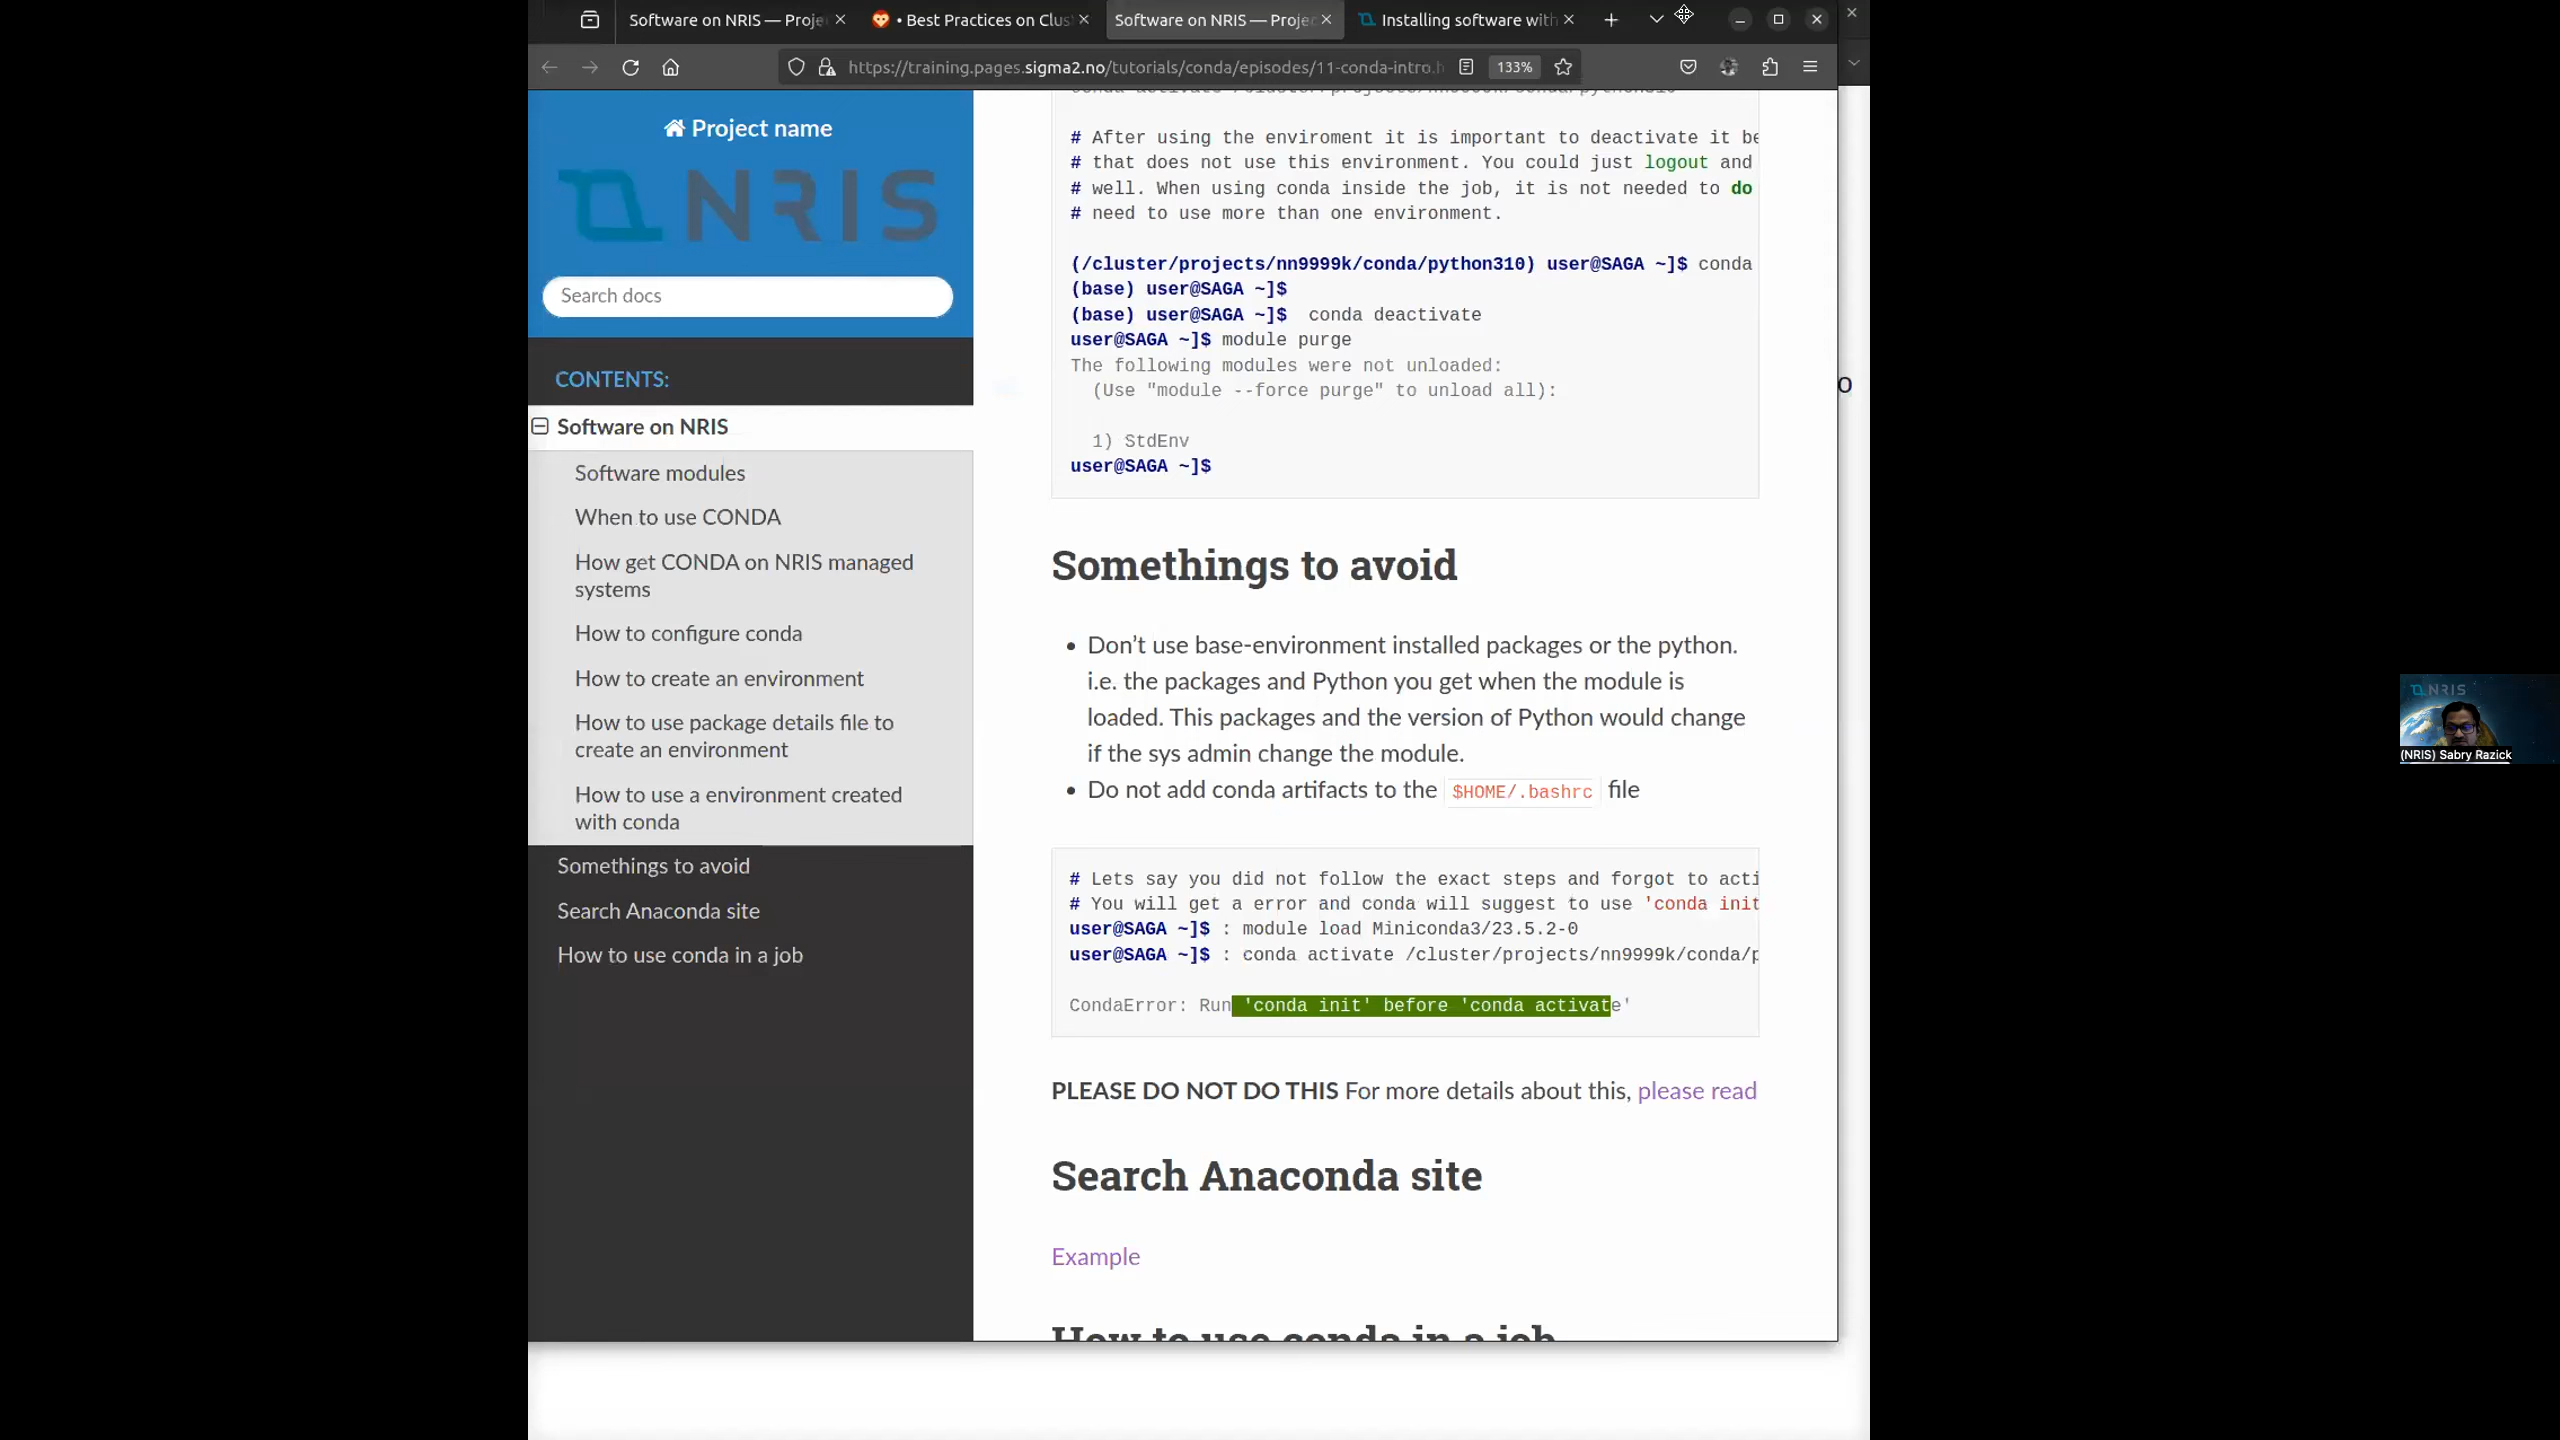 Software on NRIS — Proje
• Best Practices on Clus
Software on NRIS — Projec
Installing software with
https://training.pages.sigma2.no/tutorials/conda/episodes/11-conda-intro.h
133%
Project name
NRIS
Search docs
CONTENTS:
Software on NRIS
Software modules
When to use CONDA
How get CONDA on NRIS managed
systems
How to configure conda
How to create an environment
How to use package details file to
create an environment
How to use a environment created
with conda
Somethings to avoid
Search Anaconda site
How to use conda in a job
conda activate /cluster/projects/nn9999k/conda/python310
# After using the enviroment it is important to deactivate it be
# that does not use this environment. You could just logout and
# well. When using conda inside the job, it is not needed to do
# need to use more than one environment.
(/cluster/projects/nn9999k/conda/python310) user@SAGA ~]$ conda
(base) user@SAGA ~]$
(base) user@SAGA ~]$  conda deactivate
user@SAGA ~]$ module purge
The following modules were not unloaded:
(Use "module --force purge" to unload all):
1) StdEnv
user@SAGA ~]$
Somethings to avoid
• Don't use base-environment installed packages or the python.
i.e. the packages and Python you get when the module is
loaded. This packages and the version of Python would change
if the sys admin change the module.
• Do not add conda artifacts to the $HOME/.bashrc file
# Lets say you did not follow the exact steps and forgot to acti
# You will get a error and conda will suggest to use 'conda init
user@SAGA ~]$ : module load Miniconda3/23.5.2-0
user@SAGA ~]$ : conda activate /cluster/projects/nn9999k/conda/p
CondaError: Run 'conda init' before 'conda activate'
PLEASE DO NOT DO THIS For more details about this, please read
Search Anaconda site
Example
How to use conda in a job
o
NRIS
(NRIS) Sabry Razick